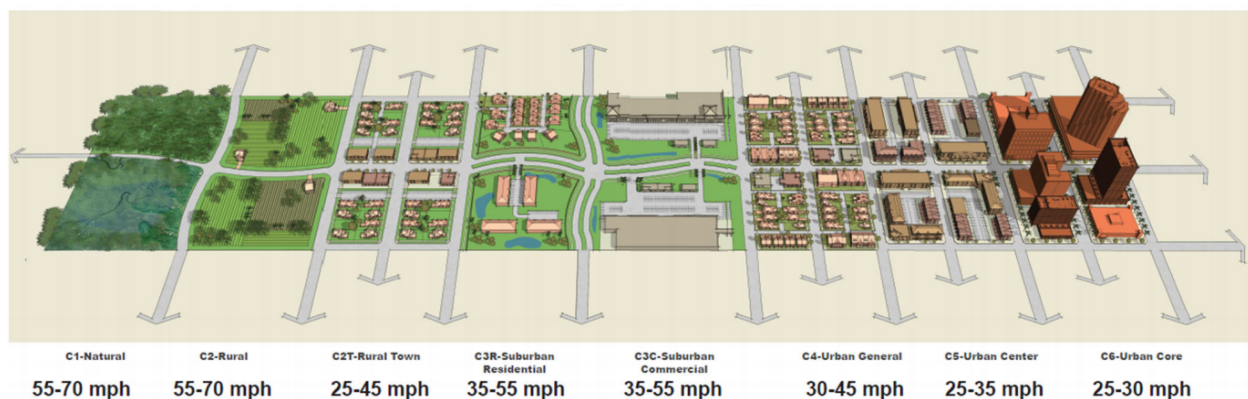 C1-Natural
55-70 mph
C2-Rural
55-70 mph
C2T-Rural Town
25-45 mph
C3R-Suburban
Residential
35-55 mph
C3C-Suburban
Commercial
35-55 mph
C4-Urban General
30-45 mph
C5-Urban Center
25-35 mph
C6-Urban Core
25-30 mph